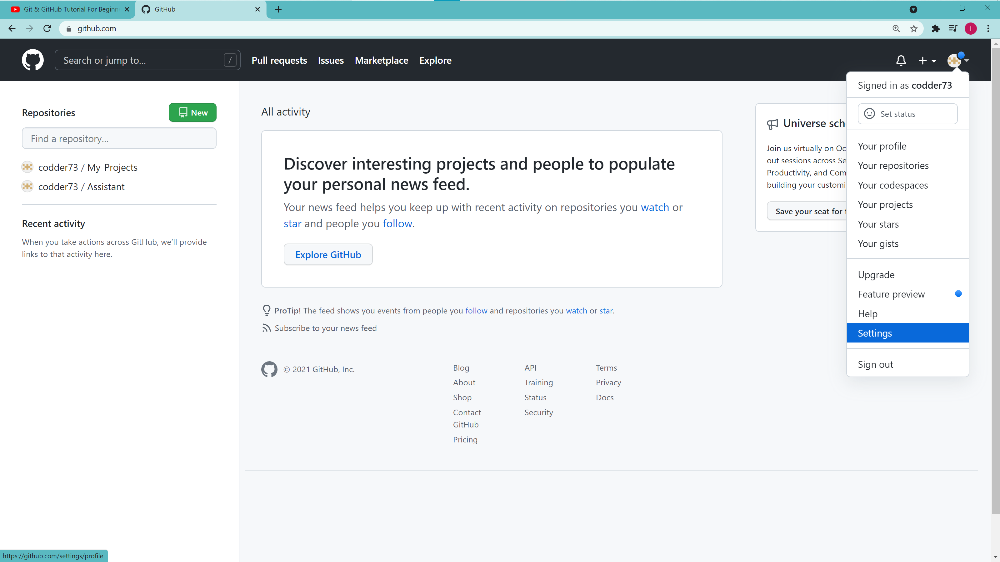 Git & GitHub Tutorial For Beginn
GitHub
github.com
Search or jump to...
/
Pull requests
Issues
Marketplace
Explore
Signed in as codder73
Set status
Your profile
Your repositories
Your codespaces
Your projects
Your stars
Your gists
Upgrade
Feature preview
Help
Settings
Sign out
Repositories
New
Find a repository...
codder73 / My-Projects
codder73 / Assistant
Recent activity
When you take actions across GitHub, we’ll provide
links to that activity here.
All activity
Discover interesting projects and people to populate
your personal news feed.
Your news feed helps you keep up with recent activity on repositories you watch or
star and people you follow.
Explore GitHub
ProTip! The feed shows you events from people you follow and repositories you watch or star.
Subscribe to your news feed
Universe sch
Join us virtually on Oc
out sessions across Se
Productivity, and Com
building your customi
Save your seat for f
© 2021 GitHub, Inc.
Blog
About
Shop
Contact
GitHub
Pricing
API
Training
Status
Security
Terms
Privacy
Docs
https://github.com/settings/profile
I